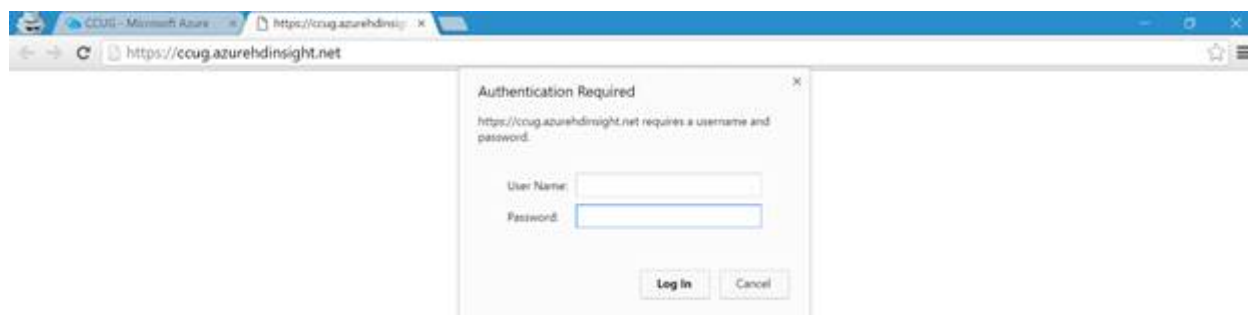 CCUG - Microsoft Azure
https://ccug.azurehdinsigh
https://ccug.azurehdinsight.net
Authentication Required
https://ccug.azurehdinsight.net requires a username and
password.
User Name:
Password:
Log In
Cancel